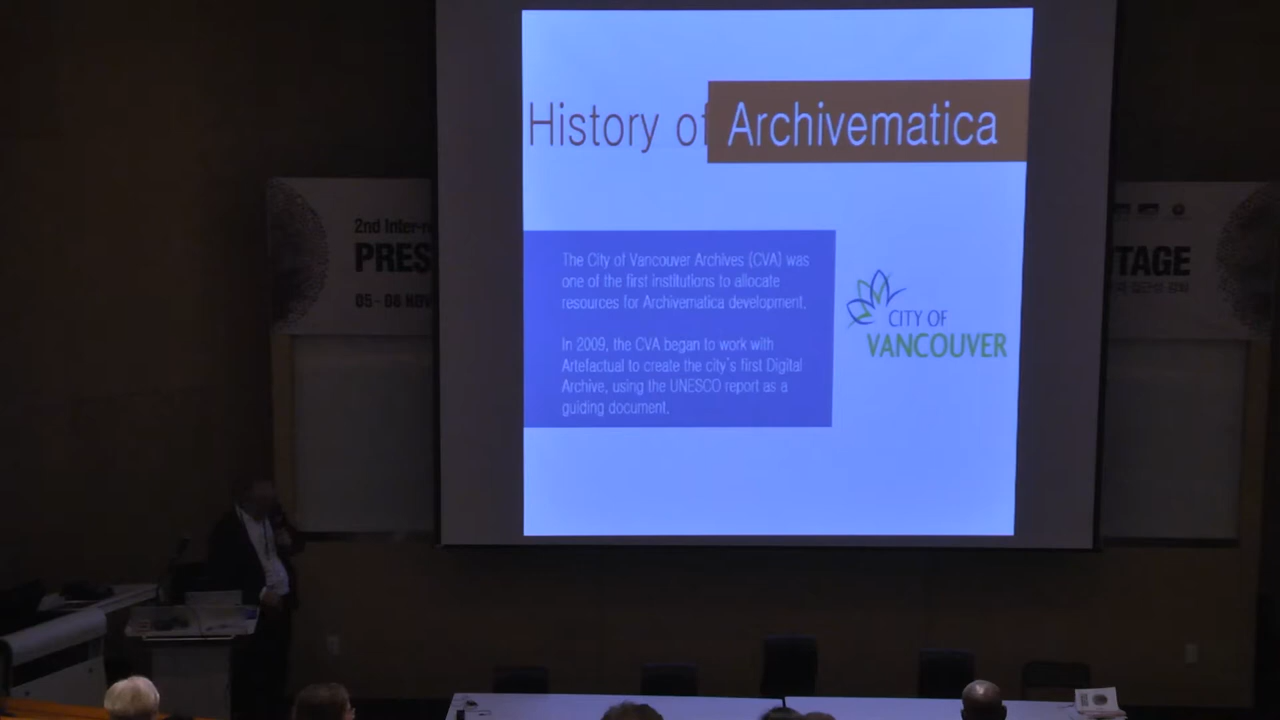 History of Archivematica
2nd Inter-r
PRES
05 - 06 NOV
TAGE
The City of Vancouver Archives (CVA) was
one of the first institutions to allocate
resources for Archivematica development.
In 2009, the CVA began to work with
Artefactual to create the city's first Digital
Archive, using the UNESCO report as a
guiding document.
CITY OF
VANCOUVER